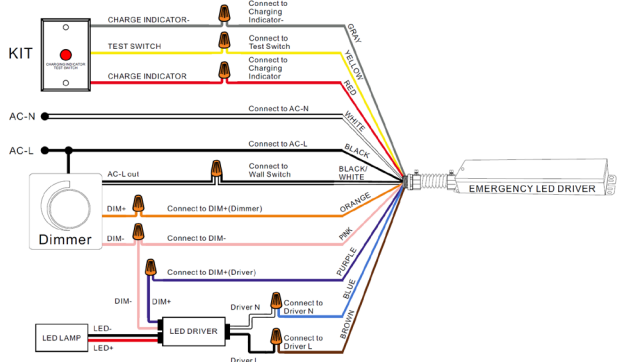 CHARGE INDICATOR-
Connect to
Charging
Indicator-
GRAY
KIT
CHARGING INDICATOR
TEST SWITCH
TEST SWITCH
Connect to
Test Switch
YELLOW
CHARGE INDICATOR
Connect to
Charging
Indicator
RED
AC-N
Connect to AC-N
WHITE
AC-L
Connect to AC-L
BLACK
AC-L out
Connect to
Wall Switch
BLACK/
WHITE
EMERGENCY LED DRIVER
Dimmer
DIM+
Connect to DIM+(Dimmer)
ORANGE
DIM-
Connect to DIM-
PNK
Connect to DIM+(Driver)
PURPLE
DIM-
DIM+
Driver N
Connect to
Driver N
BLUE
LED LAMP
LED-
LED+
LED DRIVER
Connect to
Driver L
BROWN
Driver L